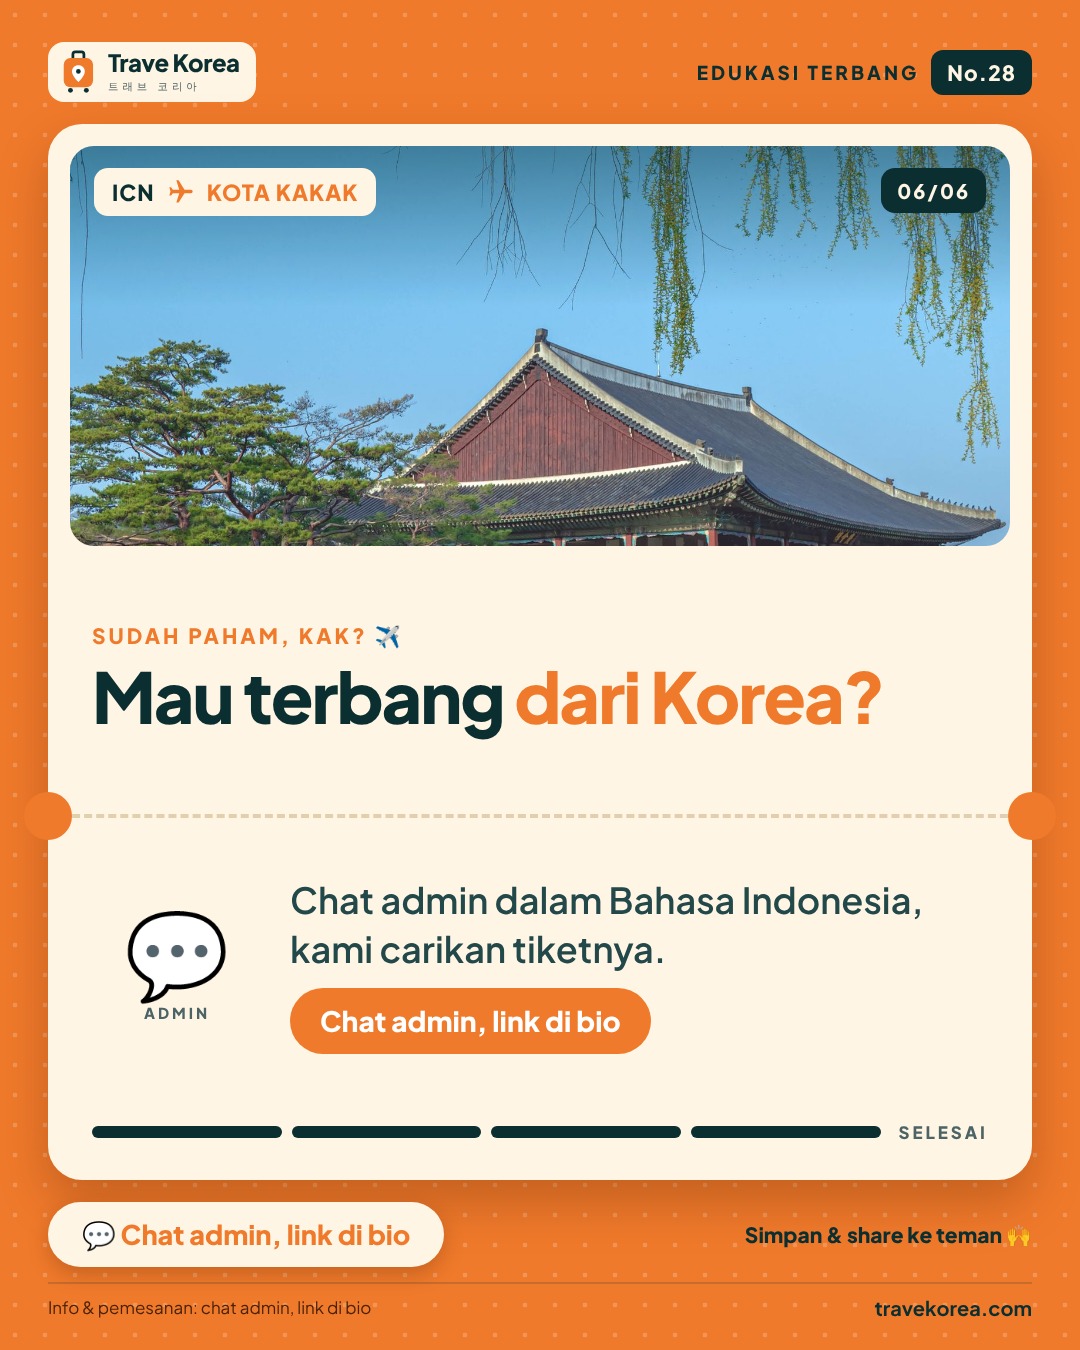 Trave Korea
트래브 코리아
EDUKASI TERBANG
No.28
ICN ✈ KOTA KAKAK
06/06
SUDAH PAHAM, KAK? ✈️
Mau terbang dari Korea?
Chat admin dalam Bahasa Indonesia,
kami carikan tiketnya.
ADMIN
Chat admin, link di bio
SELESAI
💬 Chat admin, link di bio
Simpan & share ke teman 🙌
Info & pemesanan: chat admin, link di bio
travekorea.com